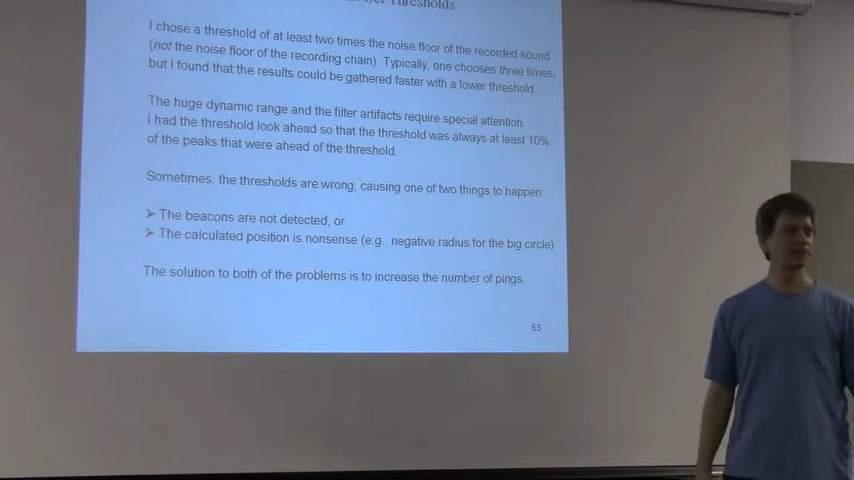 Set Thresholds
I chose a threshold of at least two times the noise floor of the recorded sound
(not the noise floor of the recording chain). Typically, one chooses three times,
but I found that the results could be gathered faster with a lower threshold.
The huge dynamic range and the filter artifacts require special attention.
I had the threshold look ahead so that the threshold was always at least 10%
of the peaks that were ahead of the threshold.
Sometimes, the thresholds are wrong, causing one of two things to happen:
➢ The beacons are not detected, or
➢ The calculated position is nonsense (e.g., negative radius for the big circle)
The solution to both of the problems is to increase the number of pings.
53